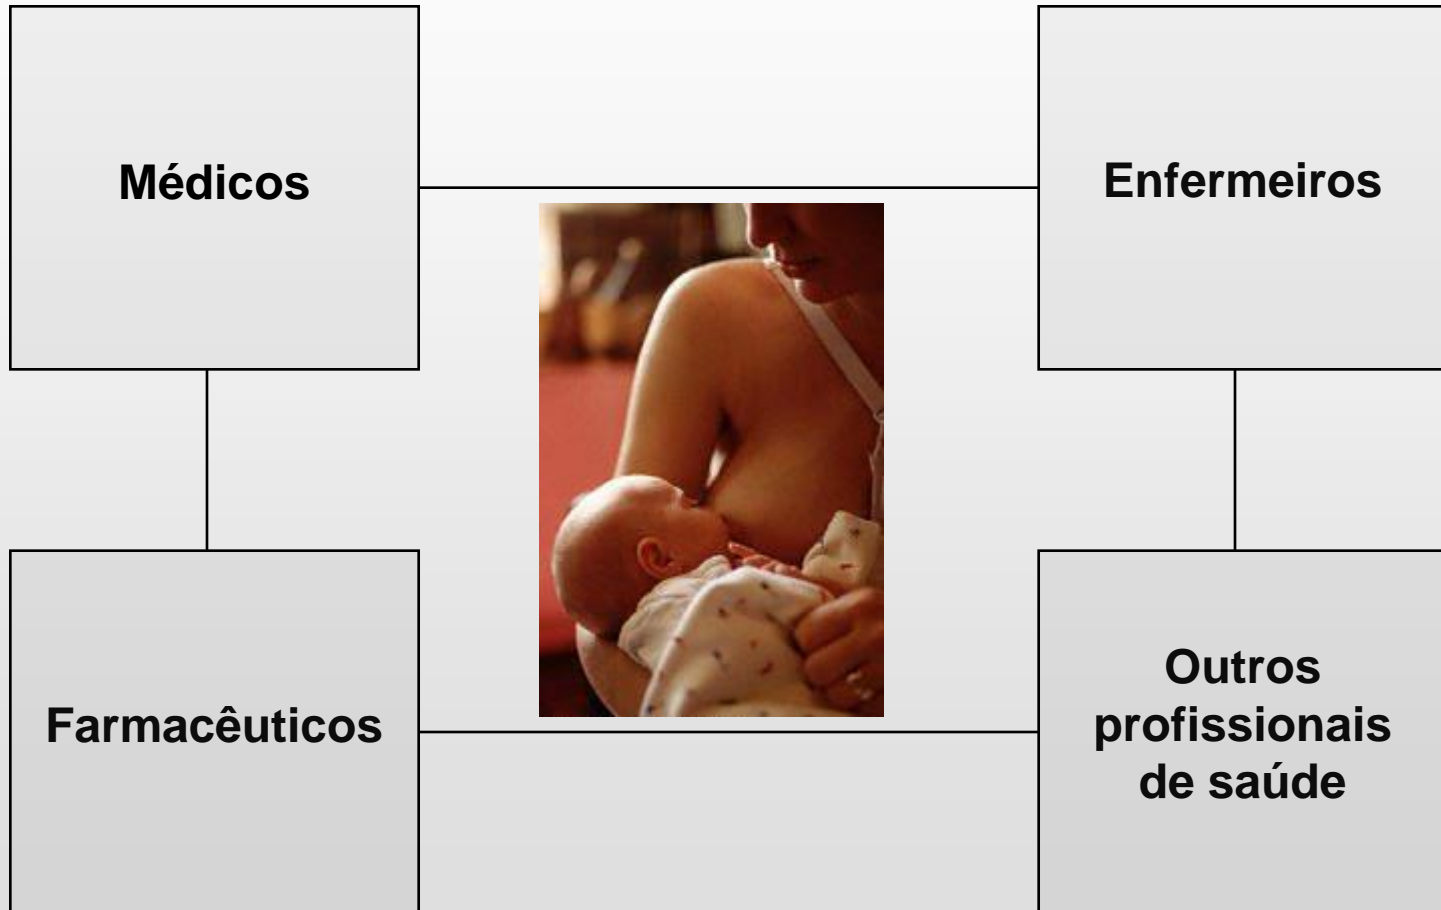 Médicos
Enfermeiros
Farmacêuticos
Outros
profissionais
de saúde